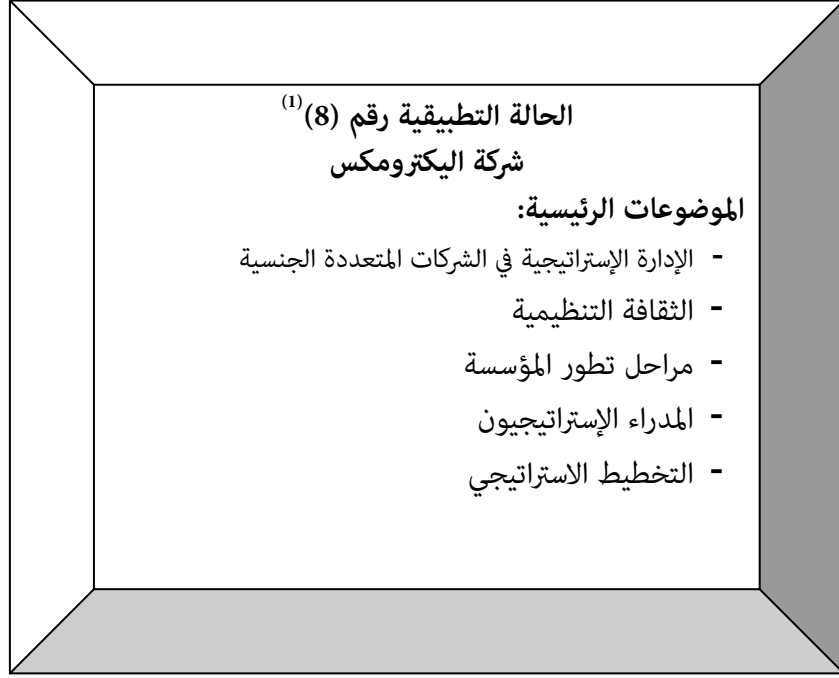 الحالة التطبيقية رقم (8)(1)
شركة اليكترومكس
الموضوعات الرئيسية:
- الإدارة الإستراتيجية في الشركات المتعددة الجنسية
- الثقافة التنظيمية
- مراحل تطور المؤسسة
- المدراء الإستراتيجيون
- التخطيط الاستراتيجي